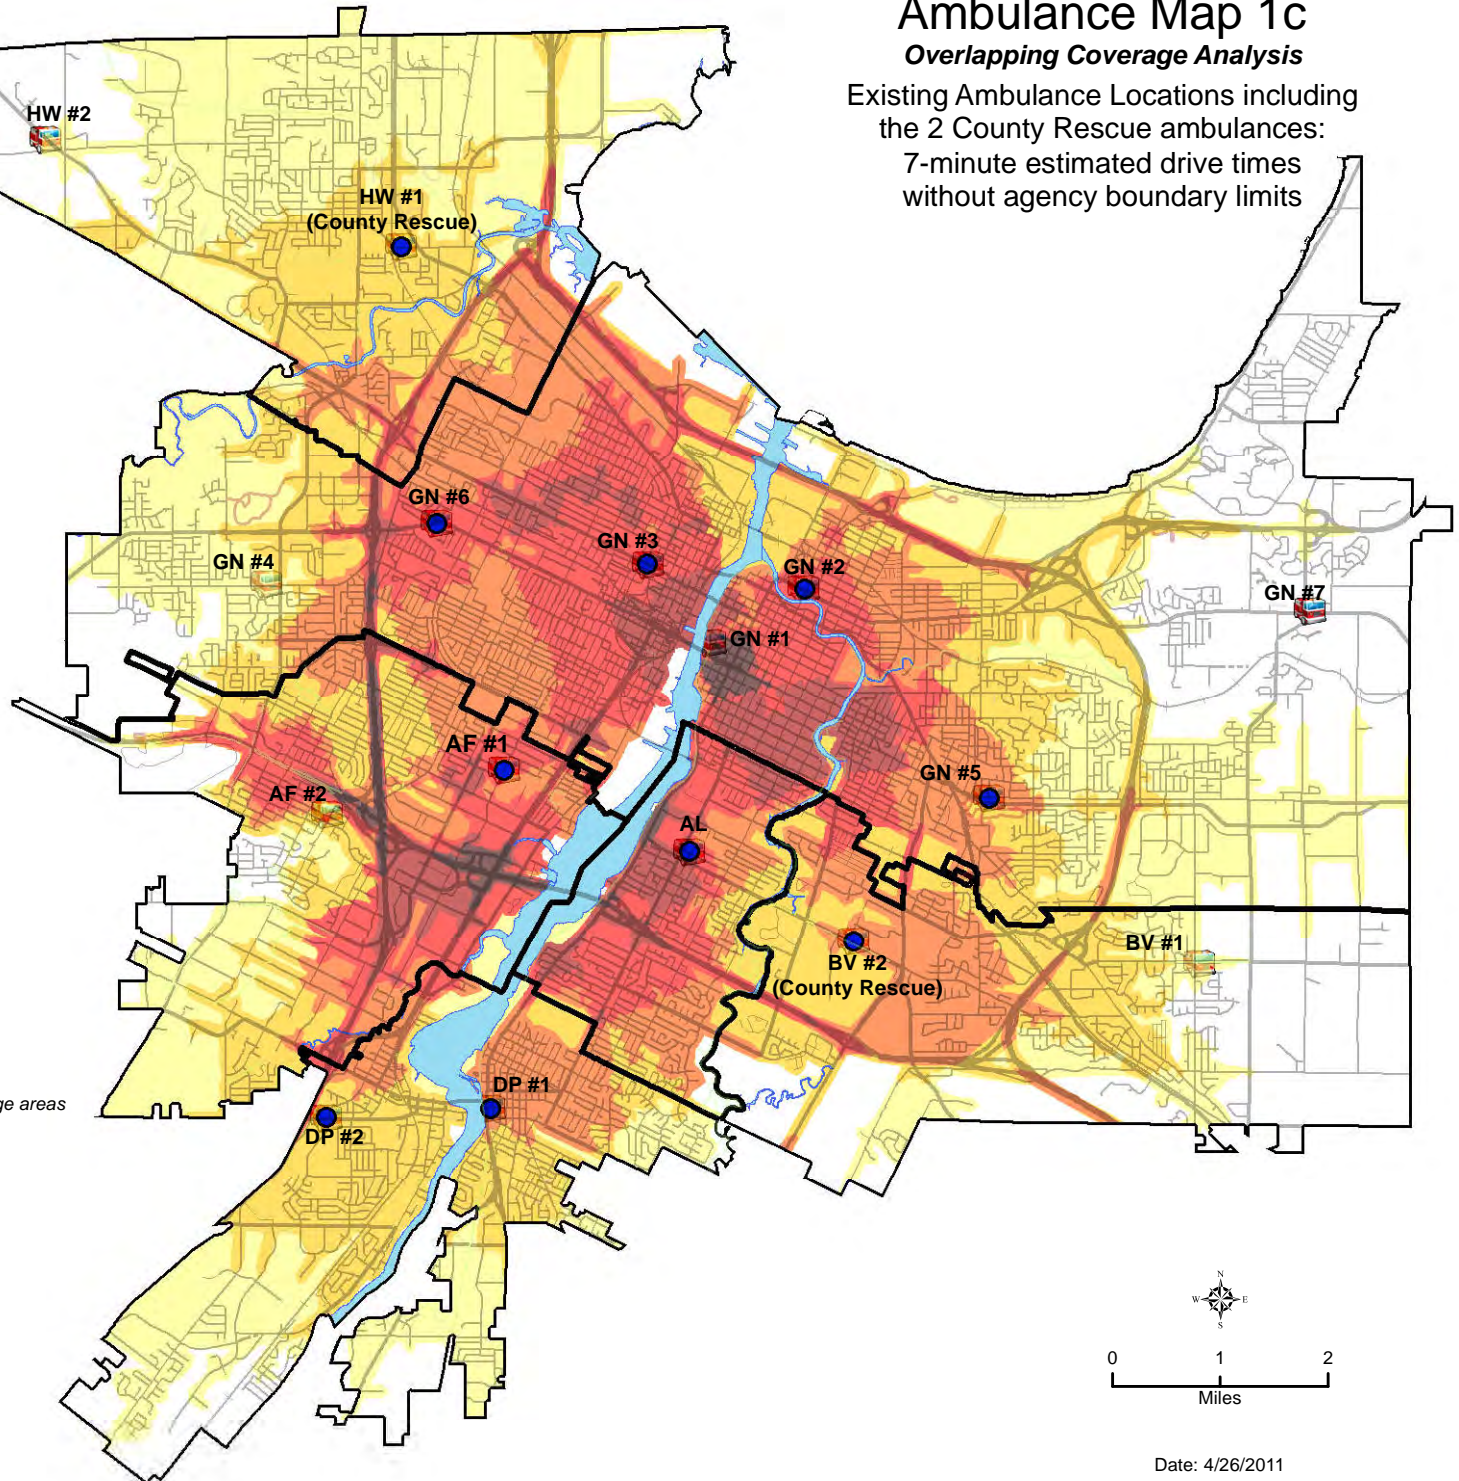 Ambulance Map 1c
Overlapping Coverage Analysis
Existing Ambulance Locations including
the 2 County Rescue ambulances:
7-minute estimated drive times
without agency boundary limits
HW #2
HW #1
(County Rescue)
GN #6
GN #3
GN #4
GN #2
GN #7
GN #1
AF #1
GN #5
AF #2
AL
BV #1
BV #2
(County Rescue)
DP #1
ge areas
DP #2
N
W E
S
0 1 2
Miles
Date: 4/26/2011